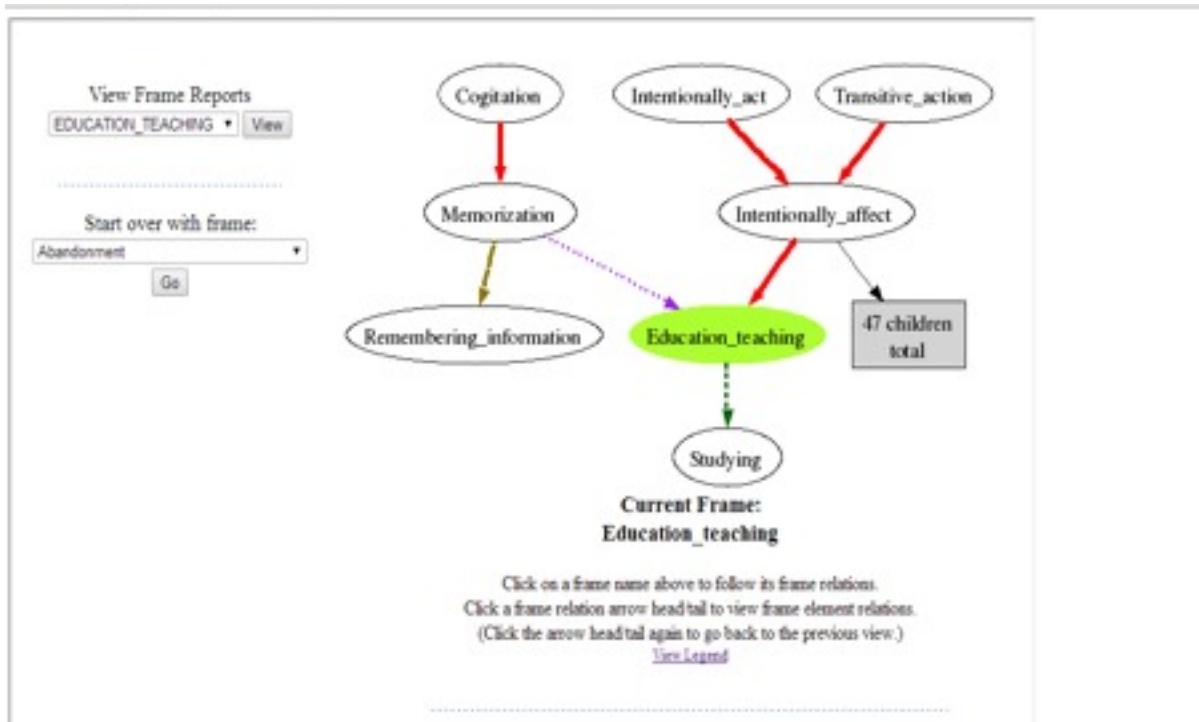 View Frame Reports
EDUCATION_TEACHING View
Start over with frame:
Abandonment
Go
Cogitation
Intentionally_act
Transitive_action
Memorization
Intentionally_affect
Remembering_information
Education_teaching
47 children
total
Studying
Current Frame:
Education_teaching
Click on a frame name above to follow its frame relations.
Click a frame relation arrow head/tail to view frame element relations.
(Click the arrow head/tail again to go back to the previous view.)
View Legend